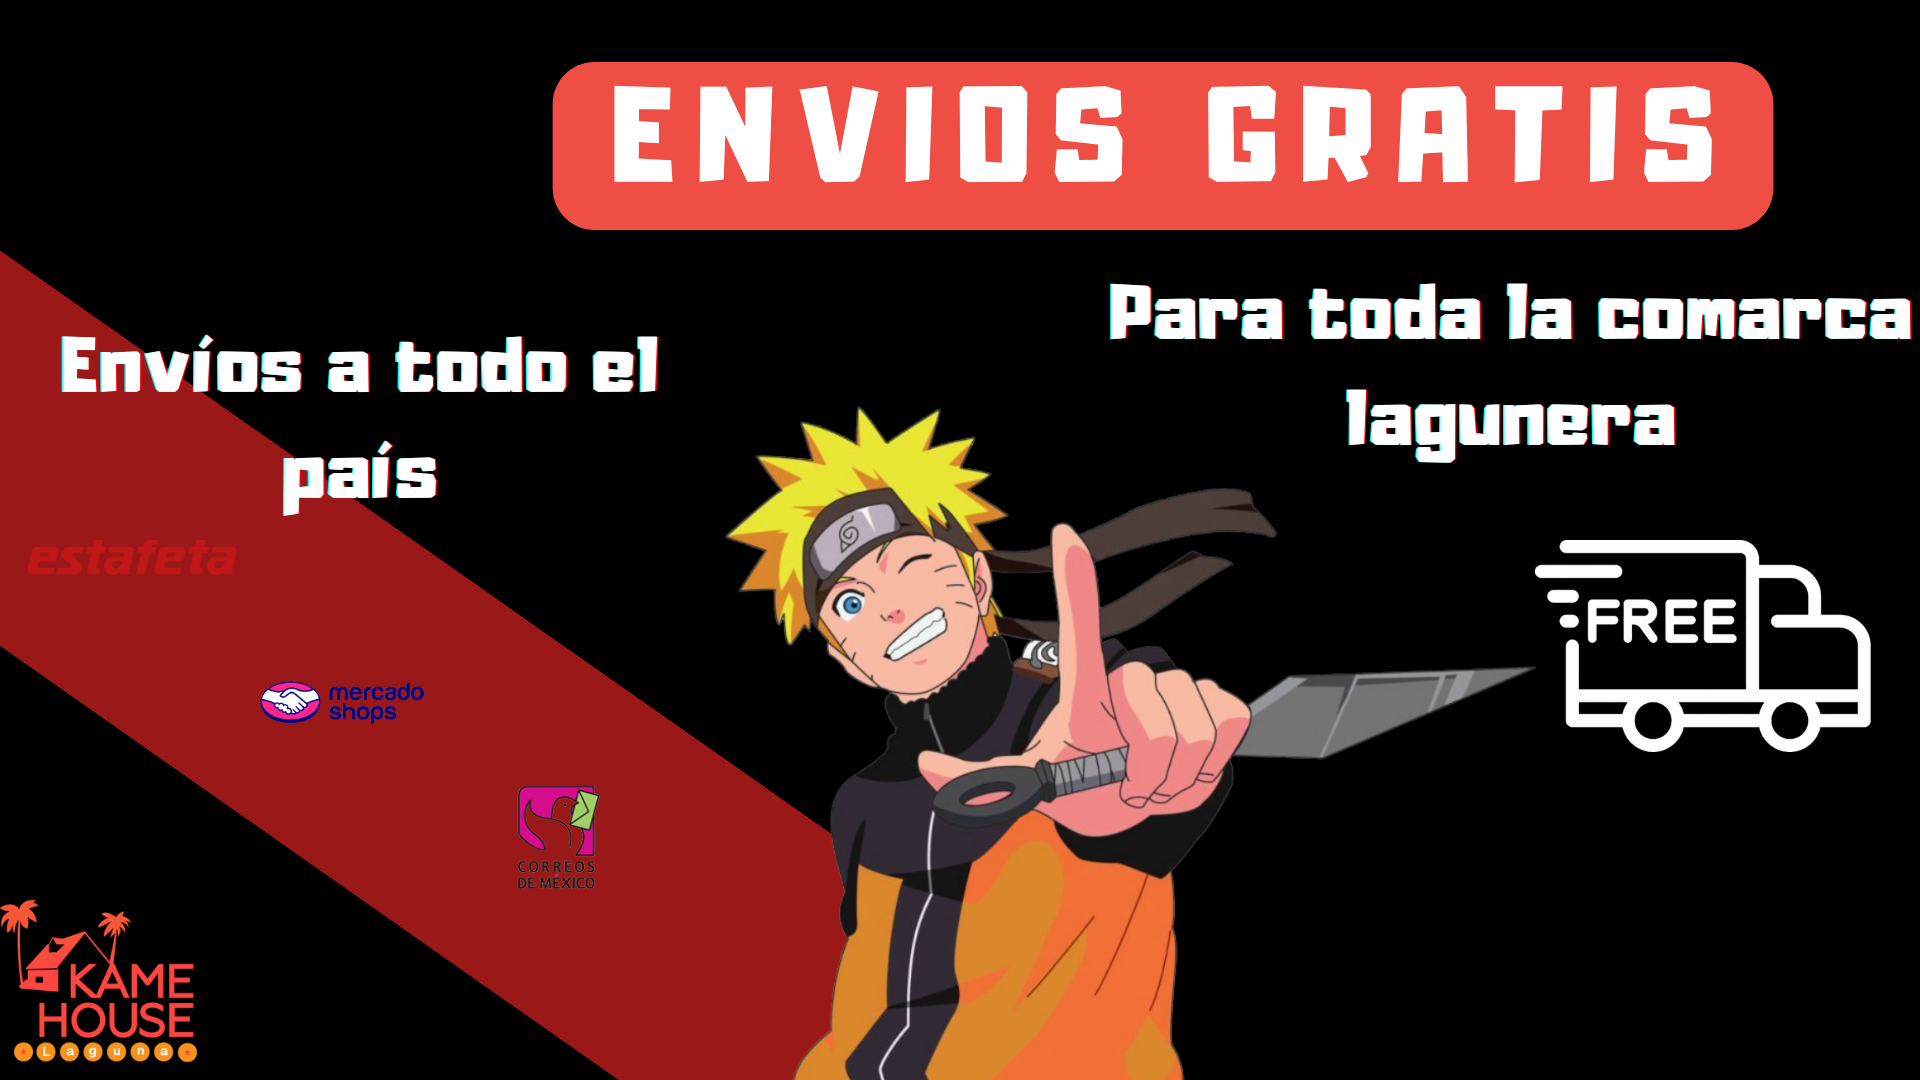 ENVIOS GRATIS
Para toda la comarca
lagunera
Envíos a todo el
país
estafeta
mercado
shops
CORREOS
DE MEXICO
FREE
KAME
HOUSE
Laguna